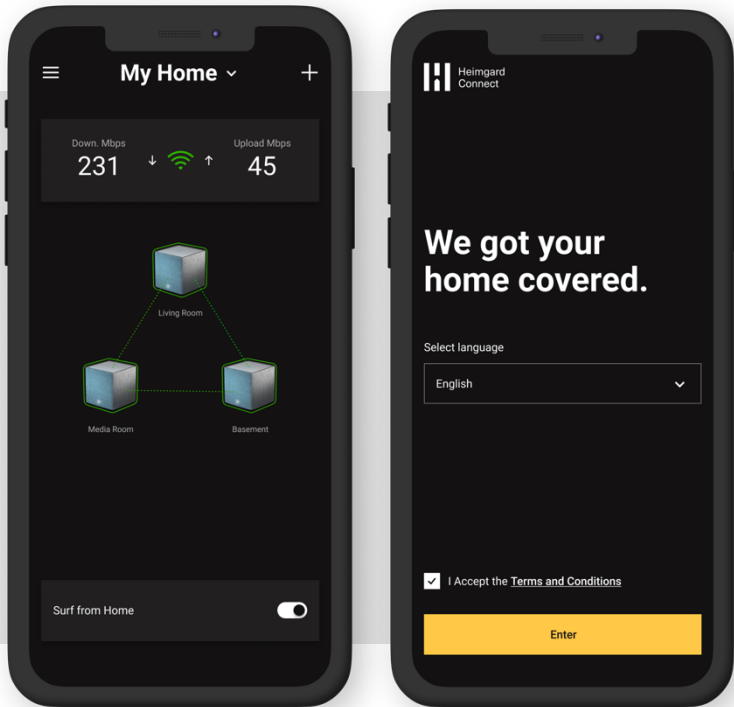 My Home
Down. Mbps
231
Upload Mbps
45
Living Room
Media Room
Basement
Surf from Home
Heimgard
Connect
We got your
home covered.
Select language
English
I Accept the Terms and Conditions
Enter